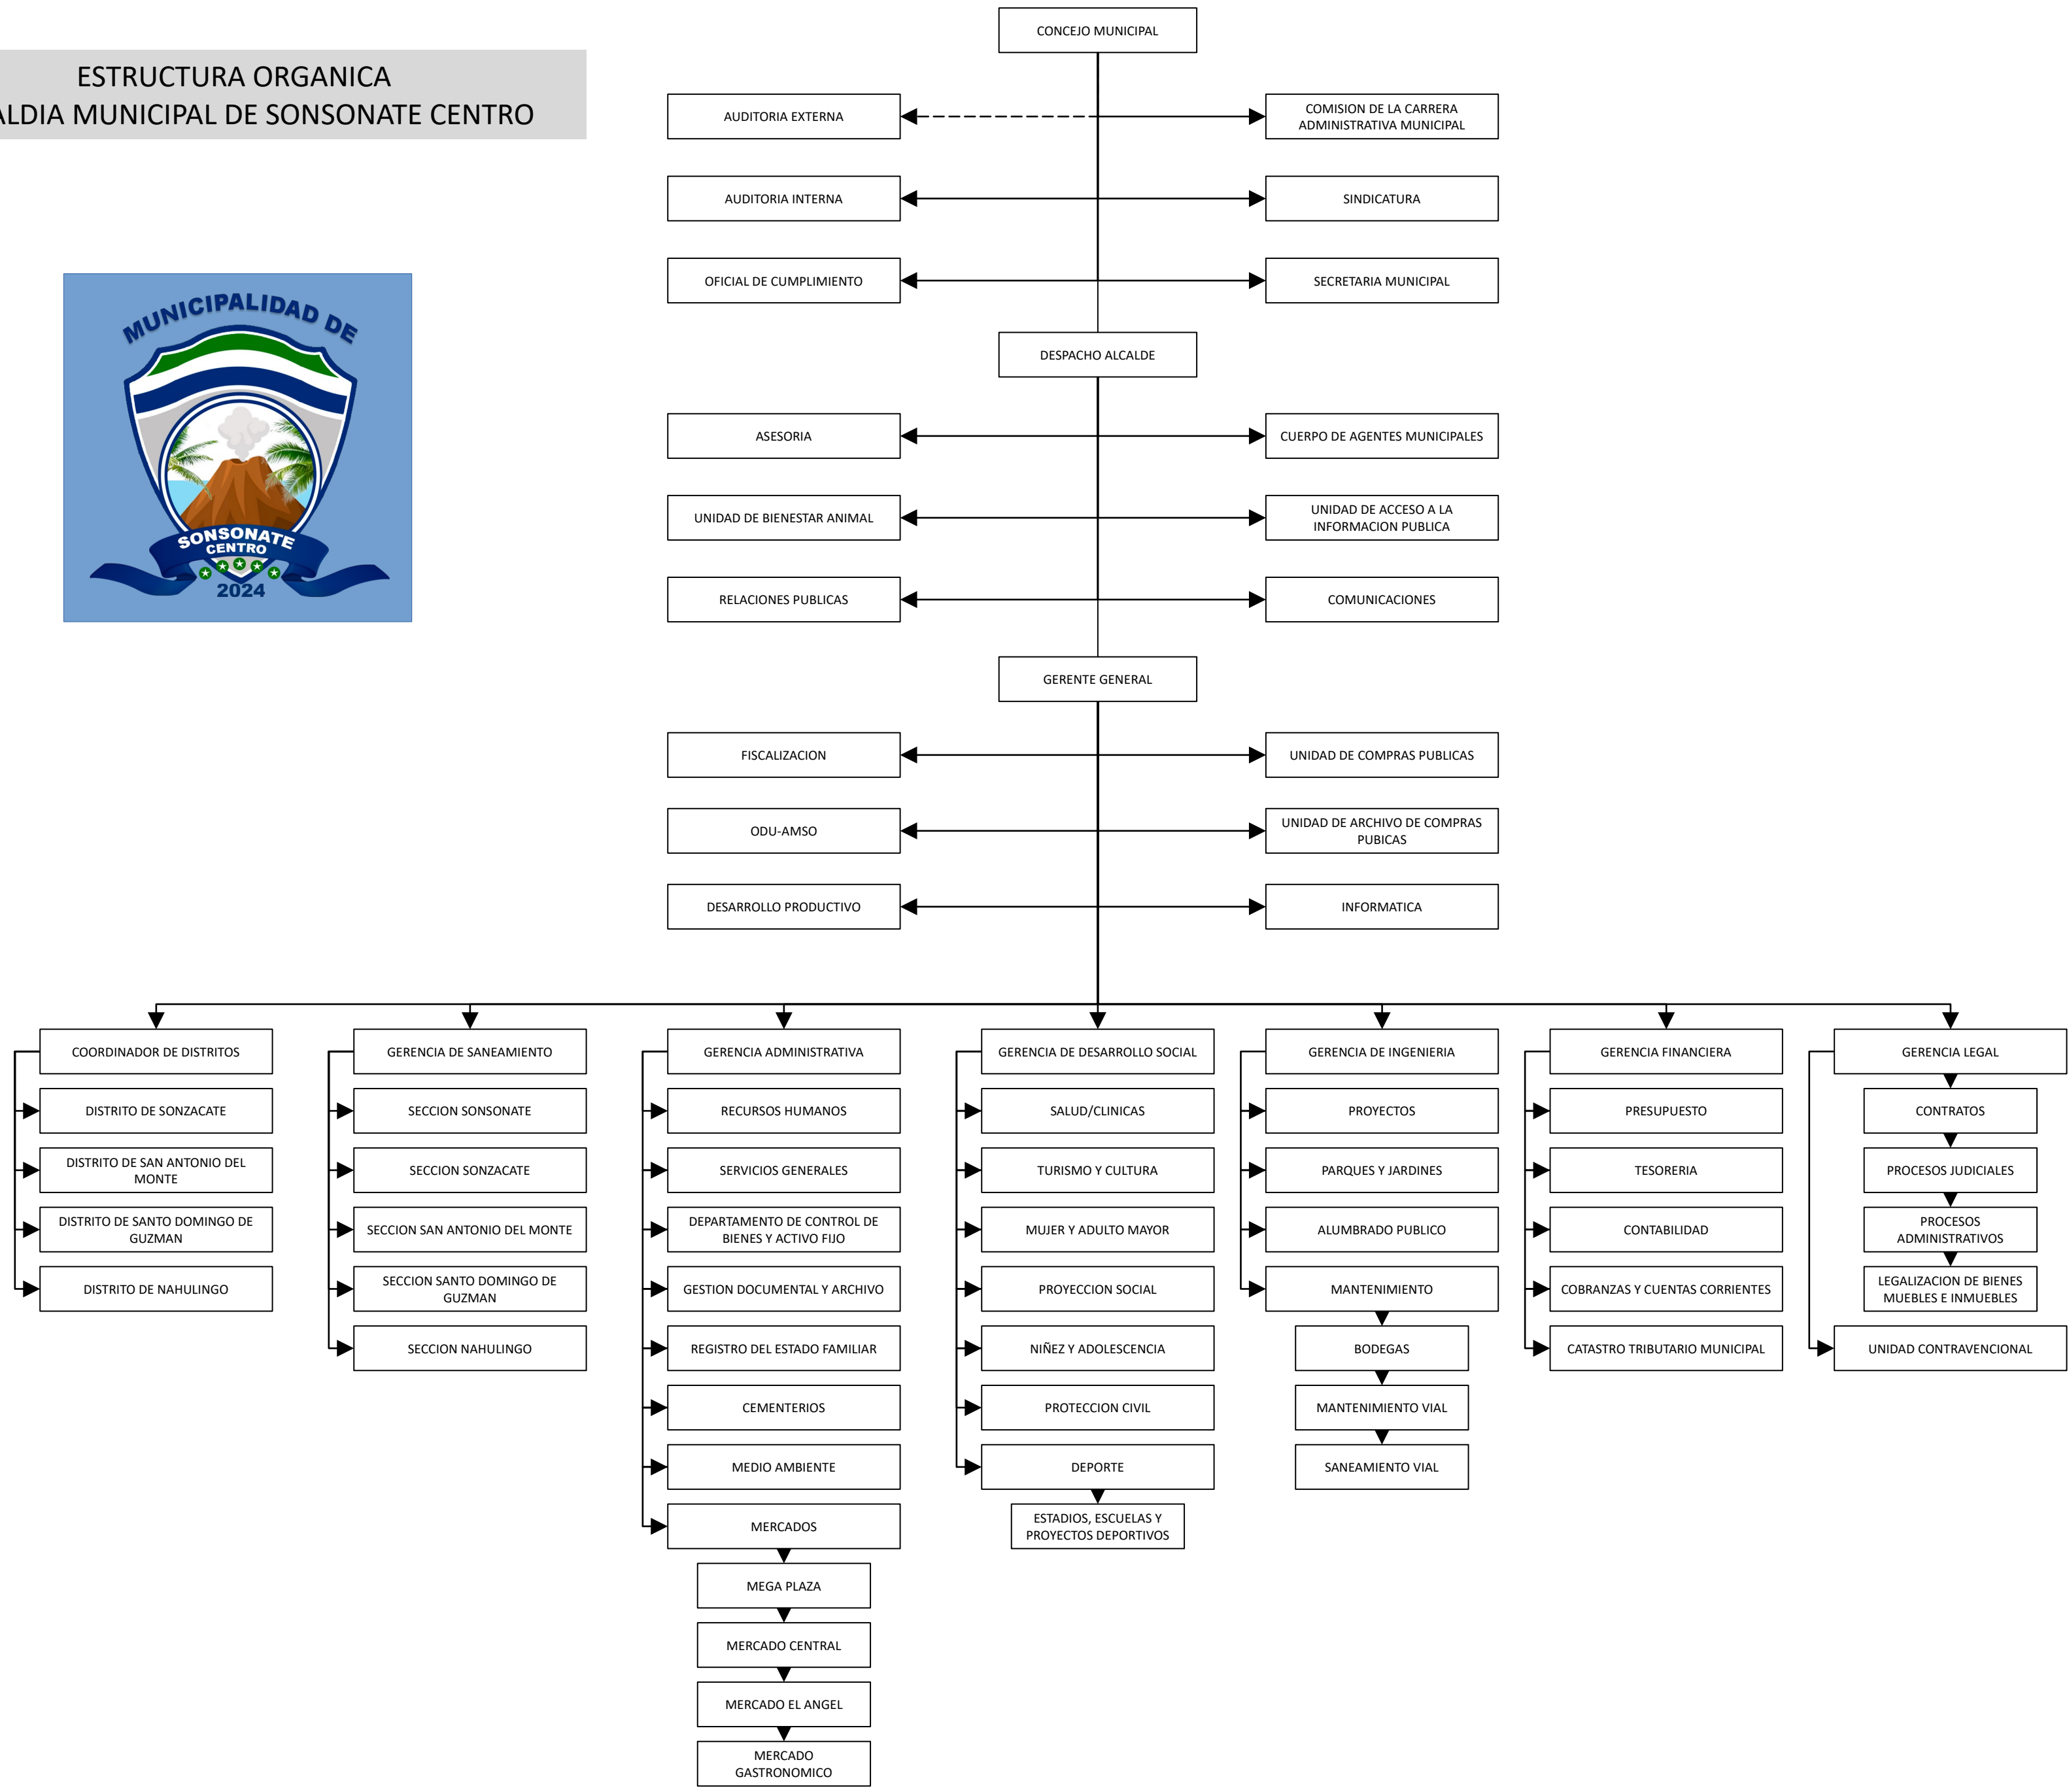 CONCEJO MUNICIPAL
ESTRUCTURA ORGANICA
ALDIA MUNICIPAL DE SONSONATE CENTRO
AUDITORIA EXTERNA
COMISION DE LA CARRERA
ADMINISTRATIVA MUNICIPAL
AUDITORIA INTERNA
SINDICATURA
OFICIAL DE CUMPLIMIENTO
SECRETARIA MUNICIPAL
MUNICIPALIDAD DE
SONSONATE
CENTRO
2024
DESPACHO ALCALDE
ASESORIA
CUERPO DE AGENTES MUNICIPALES
UNIDAD DE BIENESTAR ANIMAL
UNIDAD DE ACCESO A LA
INFORMACION PUBLICA
RELACIONES PUBLICAS
COMUNICACIONES
GERENTE GENERAL
FISCALIZACION
UNIDAD DE COMPRAS PUBLICAS
ODU-AMSO
UNIDAD DE ARCHIVO DE COMPRAS
PUBICAS
DESARROLLO PRODUCTIVO
INFORMATICA
COORDINADOR DE DISTRITOS
DISTRITO DE SONZACATE
DISTRITO DE SAN ANTONIO DEL
MONTE
DISTRITO DE SANTO DOMINGO DE
GUZMAN
DISTRITO DE NAHULINGO
GERENCIA DE SANEAMIENTO
SECCION SONSONATE
SECCION SONZACATE
SECCION SAN ANTONIO DEL MONTE
SECCION SANTO DOMINGO DE
GUZMAN
SECCION NAHULINGO
GERENCIA ADMINISTRATIVA
RECURSOS HUMANOS
SERVICIOS GENERALES
DEPARTAMENTO DE CONTROL DE
BIENES Y ACTIVO FIJO
GESTION DOCUMENTAL Y ARCHIVO
REGISTRO DEL ESTADO FAMILIAR
CEMENTERIOS
MEDIO AMBIENTE
MERCADOS
MEGA PLAZA
MERCADO CENTRAL
MERCADO EL ANGEL
MERCADO
GASTRONOMICO
GERENCIA DE DESARROLLO SOCIAL
SALUD/CLINICAS
TURISMO Y CULTURA
MUJER Y ADULTO MAYOR
PROYECCION SOCIAL
NIÑEZ Y ADOLESCENCIA
PROTECCION CIVIL
DEPORTE
ESTADIOS, ESCUELAS Y
PROYECTOS DEPORTIVOS
GERENCIA DE INGENIERIA
PROYECTOS
PARQUES Y JARDINES
ALUMBRADO PUBLICO
MANTENIMIENTO
BODEGAS
MANTENIMIENTO VIAL
SANEAMIENTO VIAL
GERENCIA FINANCIERA
PRESUPUESTO
TESORERIA
CONTABILIDAD
COBRANZAS Y CUENTAS CORRIENTES
CATASTRO TRIBUTARIO MUNICIPAL
GERENCIA LEGAL
CONTRATOS
PROCESOS JUDICIALES
PROCESOS
ADMINISTRATIVOS
LEGALIZACION DE BIENES
MUEBLES E INMUEBLES
UNIDAD CONTRAVENCIONAL